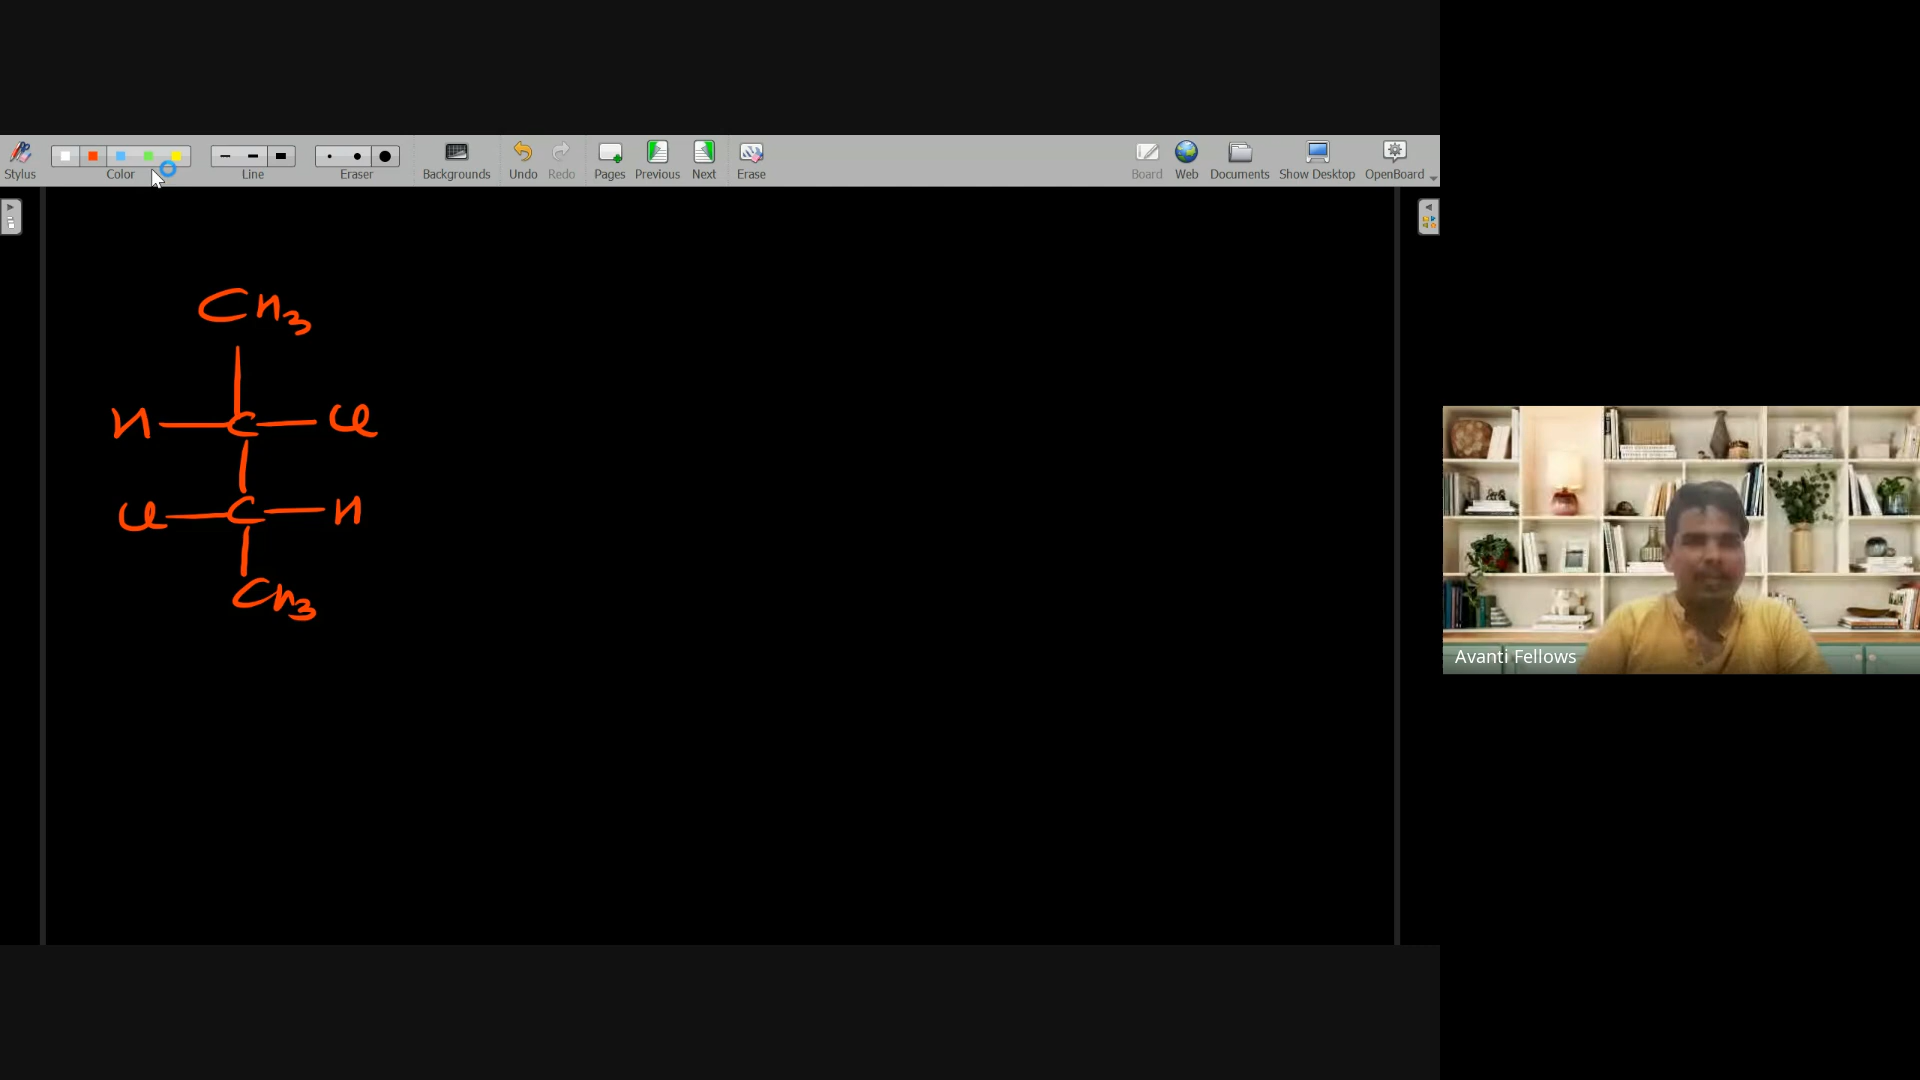 Stylus Color Line Eraser Backgrounds Undo Redo Pages Previous Next Erase Board Web Documents Show Desktop OpenBoard
CH3
H C Cl
Cl C H
CH3
Avanti Fellows